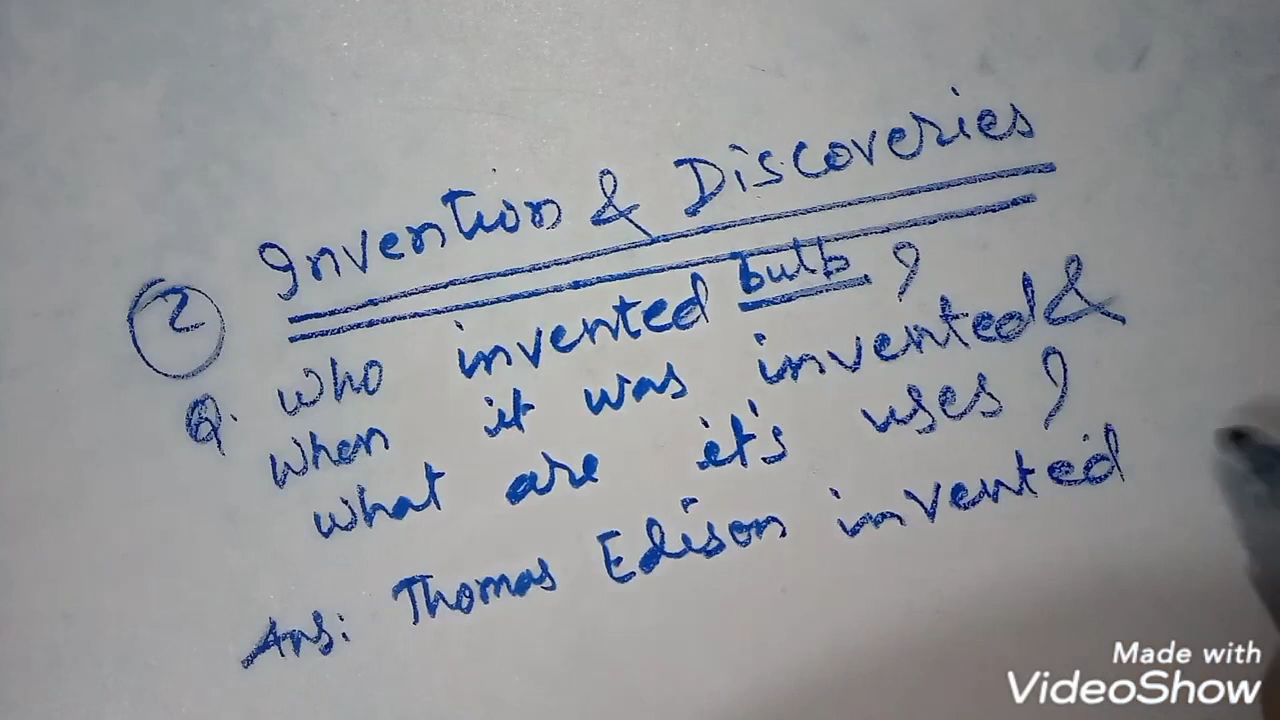 ② Invention & Discoveries
Q. Who invented bulb?
When it was invented &
What are it's uses?
Ans: Thomas Edison invented
Made with
VideoShow